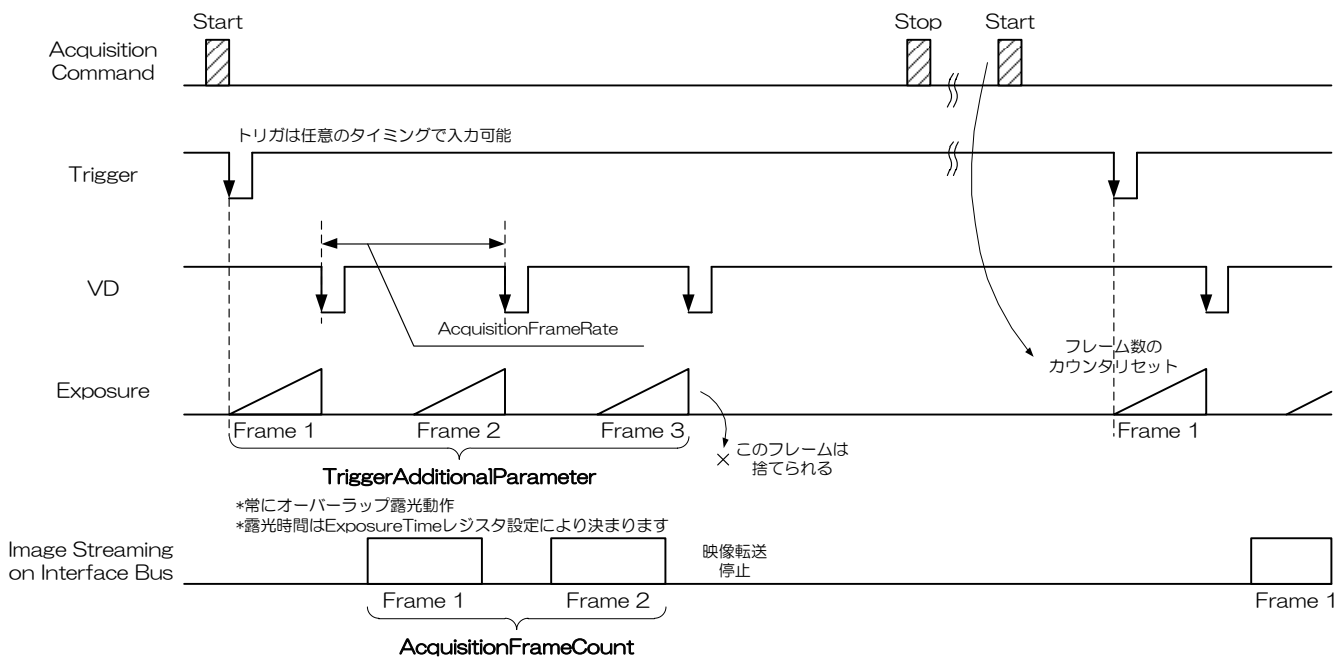 Start
Stop
Start
Acquisition
Command
トリガは任意のタイミングで入力可能
Trigger
VD
AcquisitionFrameRate
フレーム数の
カウンタリセット
Exposure
Frame 1
Frame 2
Frame 3
Frame 1
×
このフレームは
捨てられる
TriggerAdditionalParameter
*常にオーバーラップ露光動作
*露光時間はExposureTimeレジスタ設定により決まります
Image Streaming
on Interface Bus
映像転送
停止
Frame 1
Frame 2
Frame 1
AcquisitionFrameCount